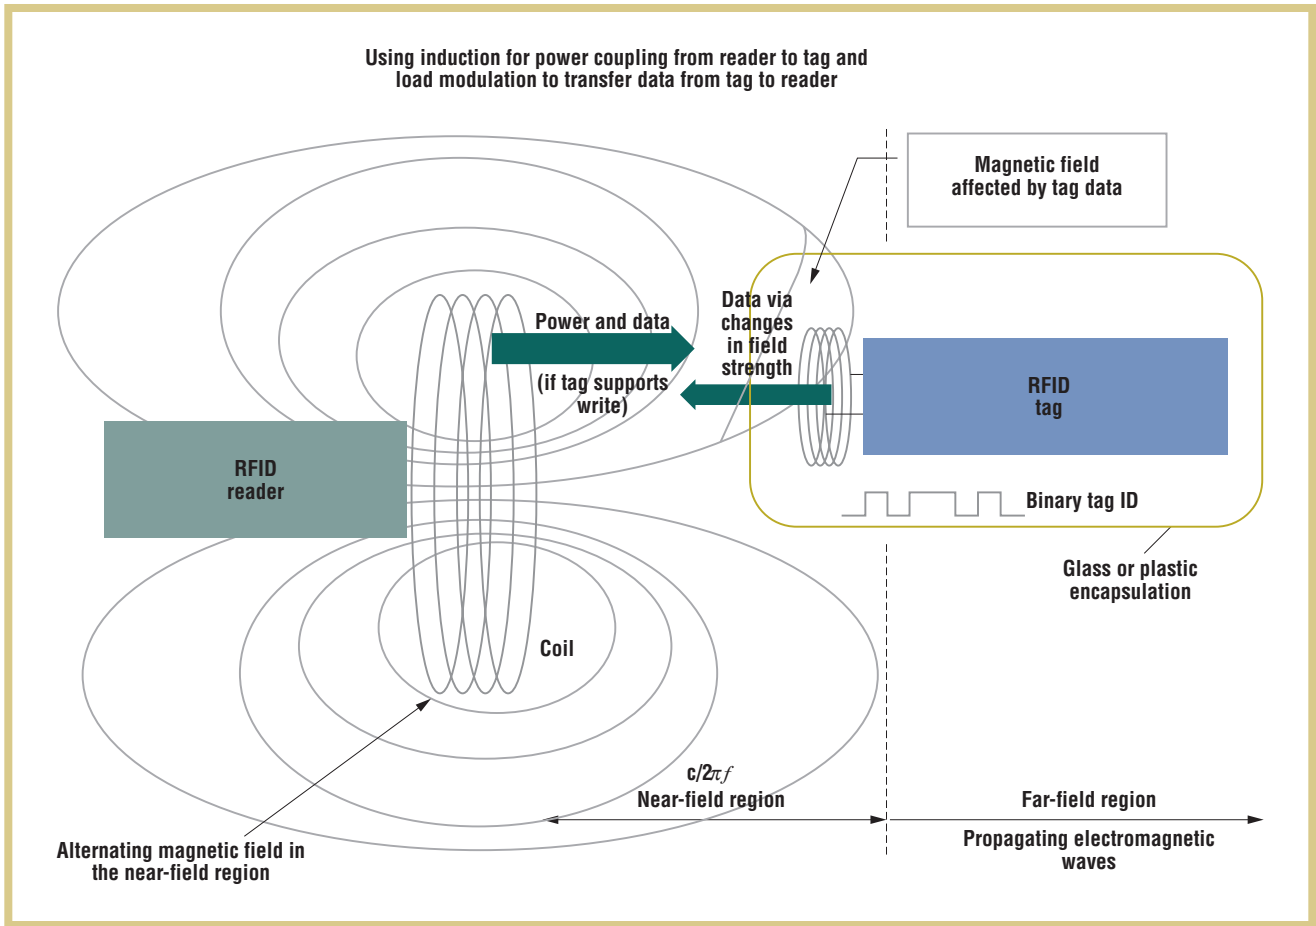 Using induction for power coupling from reader to tag and
load modulation to transfer data from tag to reader
Magnetic field
affected by tag data
Data via
changes
in field
strength
Power and data
(if tag supports
write)
RFID
tag
RFID
reader
Binary tag ID
Glass or plastic
encapsulation
Coil
c/2πf
Near-field region
Far-field region
Propagating electromagnetic
waves
Alternating magnetic field in
the near-field region